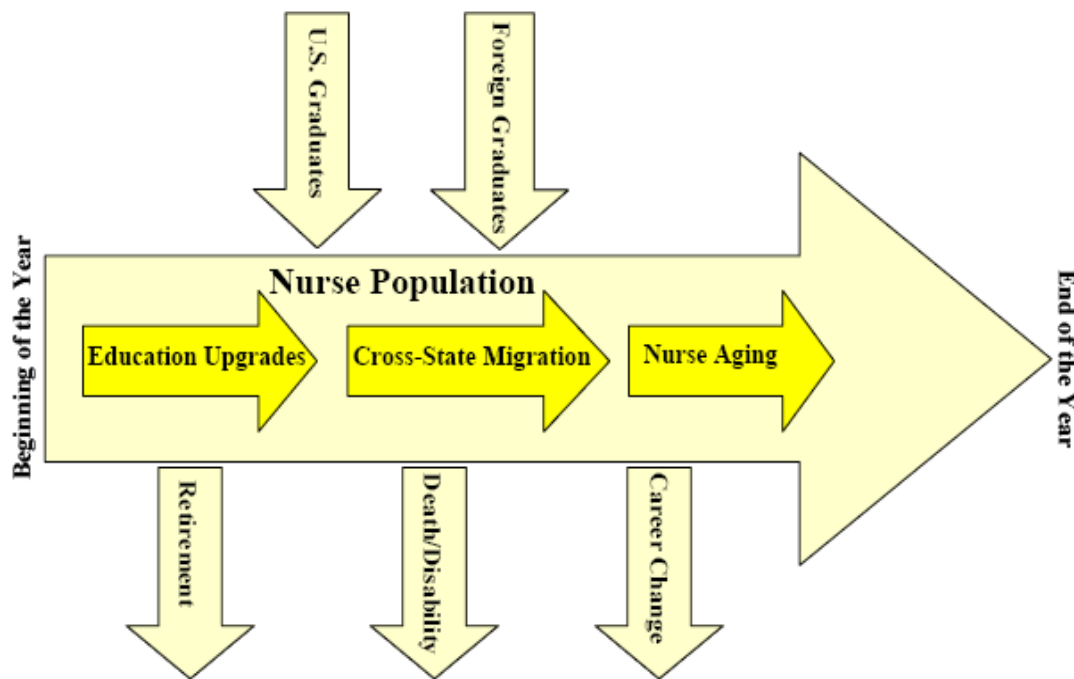 U.S. Graduates
Foreign Graduates
Beginning of the Year
Nurse Population
Education Upgrades
Cross-State Migration
Nurse Aging
End of the Year
Retirement
Death/Disability
Career Change